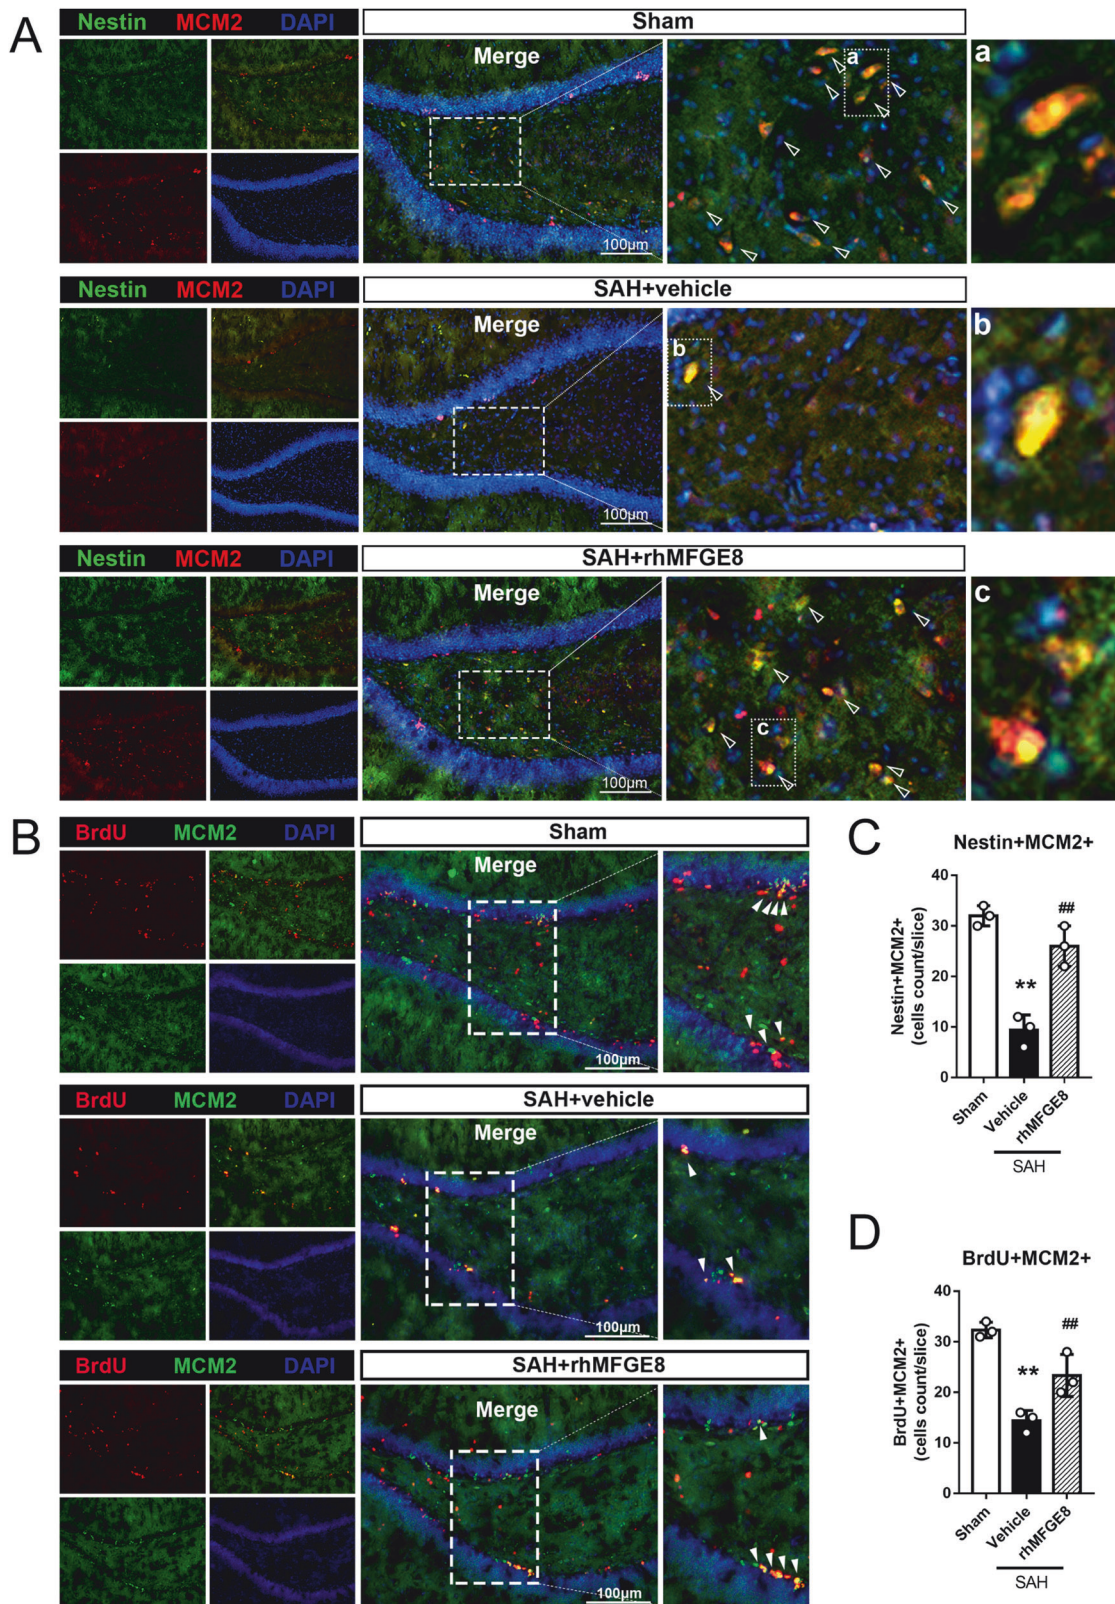 A
Nestin MCM2 DAPI
Sham
Merge
100μm
a
a
Nestin MCM2 DAPI
SAH+vehicle
Merge
100μm
b
b
Nestin MCM2 DAPI
SAH+rhMFGE8
Merge
100μm
c
c
B
BrdU MCM2 DAPI
Sham
Merge
100μm
BrdU MCM2 DAPI
SAH+vehicle
Merge
100μm
BrdU MCM2 DAPI
SAH+rhMFGE8
Merge
100μm
C
Nestin+MCM2+
Nestin+MCM2+
(cells count/slice)
40
30
20
10
0
**
##
Sham
Vehicle
rhMFGE8
SAH
D
BrdU+MCM2+
BrdU+MCM2+
(cells count/slice)
40
30
20
10
0
**
##
Sham
Vehicle
rhMFGE8
SAH